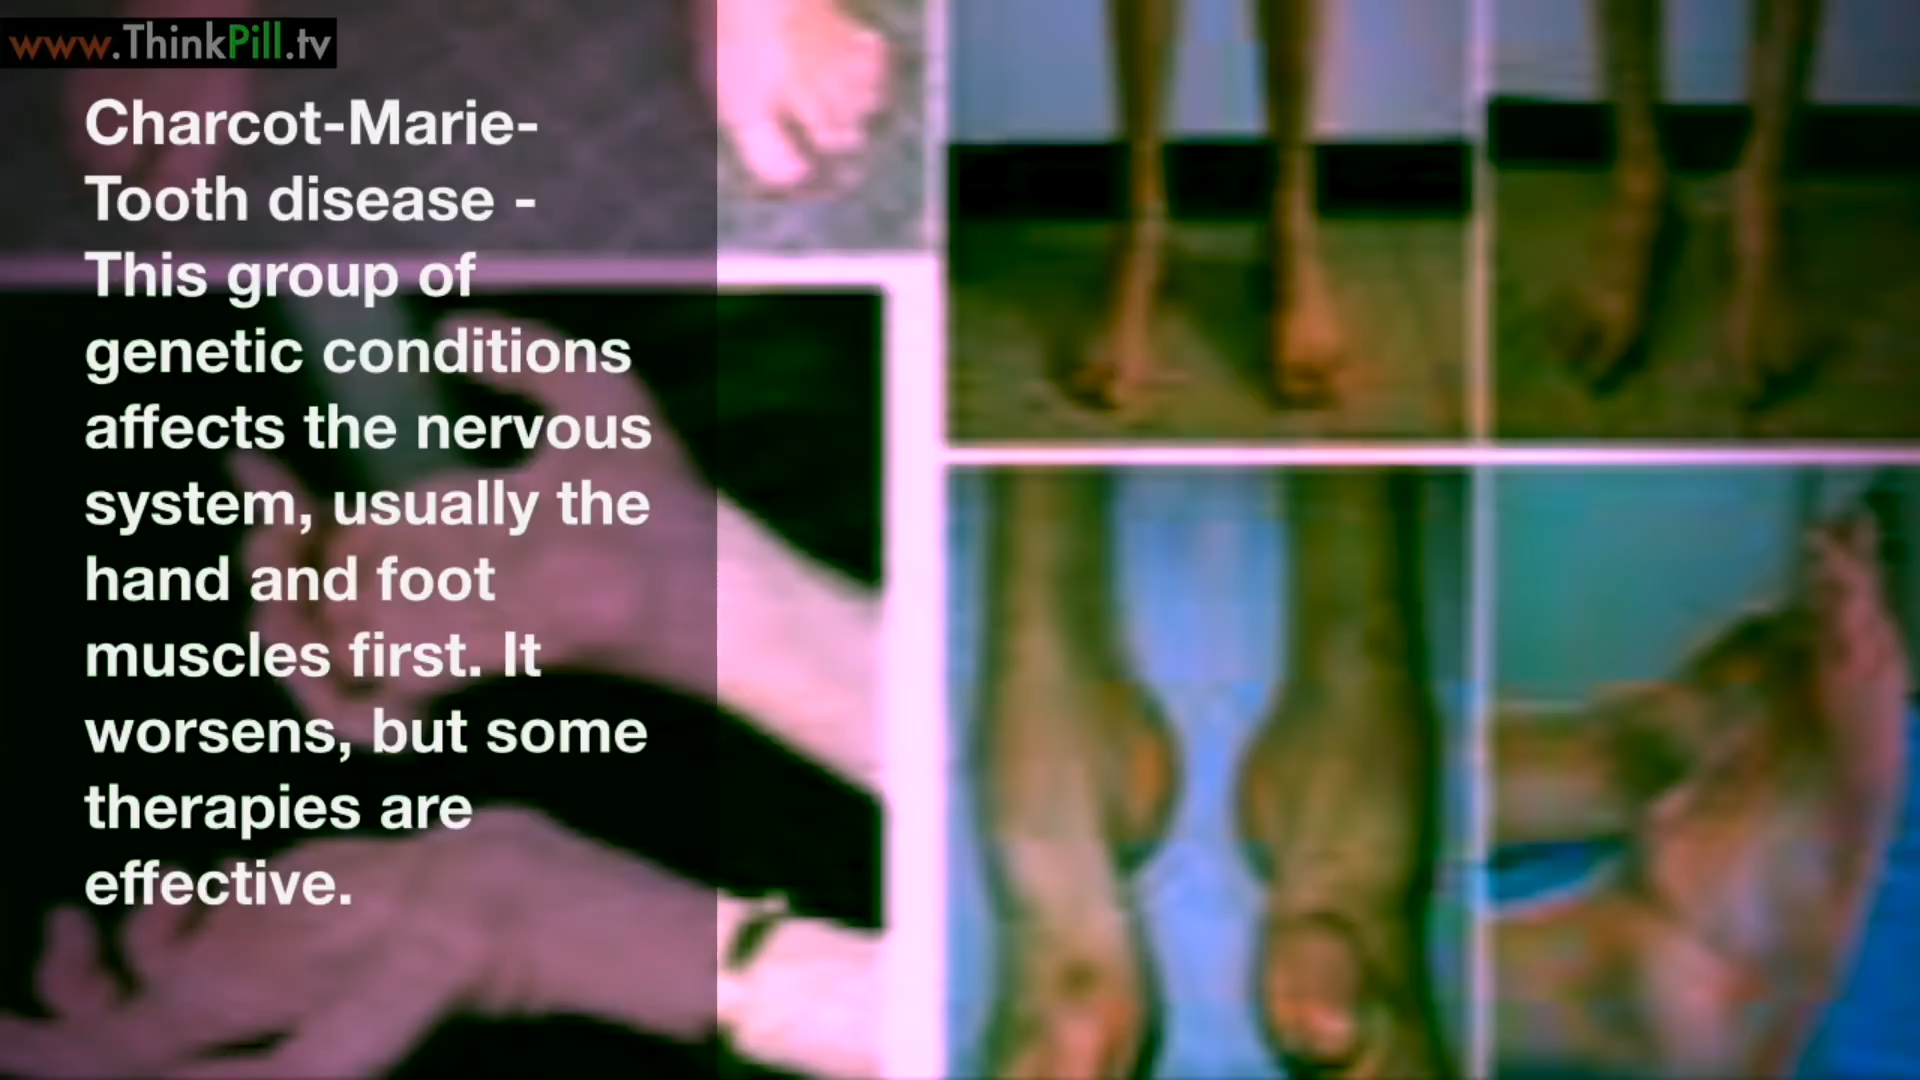 www.ThinkPill.tv
Charcot-Marie-
Tooth disease -
This group of
genetic conditions
affects the nervous
system, usually the
hand and foot
muscles first. It
worsens, but some
therapies are
effective.